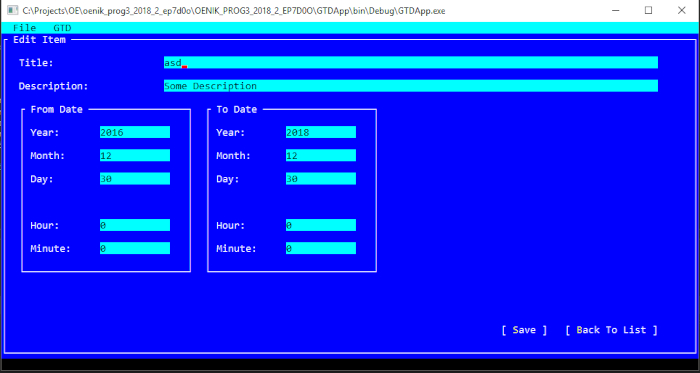 C:\Projects\OE\oenik_prog3_2018_2_ep7d0o\OENIK_PROG3_2018_2_EP7D0O\GTDApp\bin\Debug\GTDApp.exe
File GTD
Edit Item
Title: asd
Description: Some Description
From Date To Date
Year: 2016 Year: 2018
Month: 12 Month: 12
Day: 30 Day: 30
Hour: 0 Hour: 0
Minute: 0 Minute: 0
[ Save ] [ Back To List ]